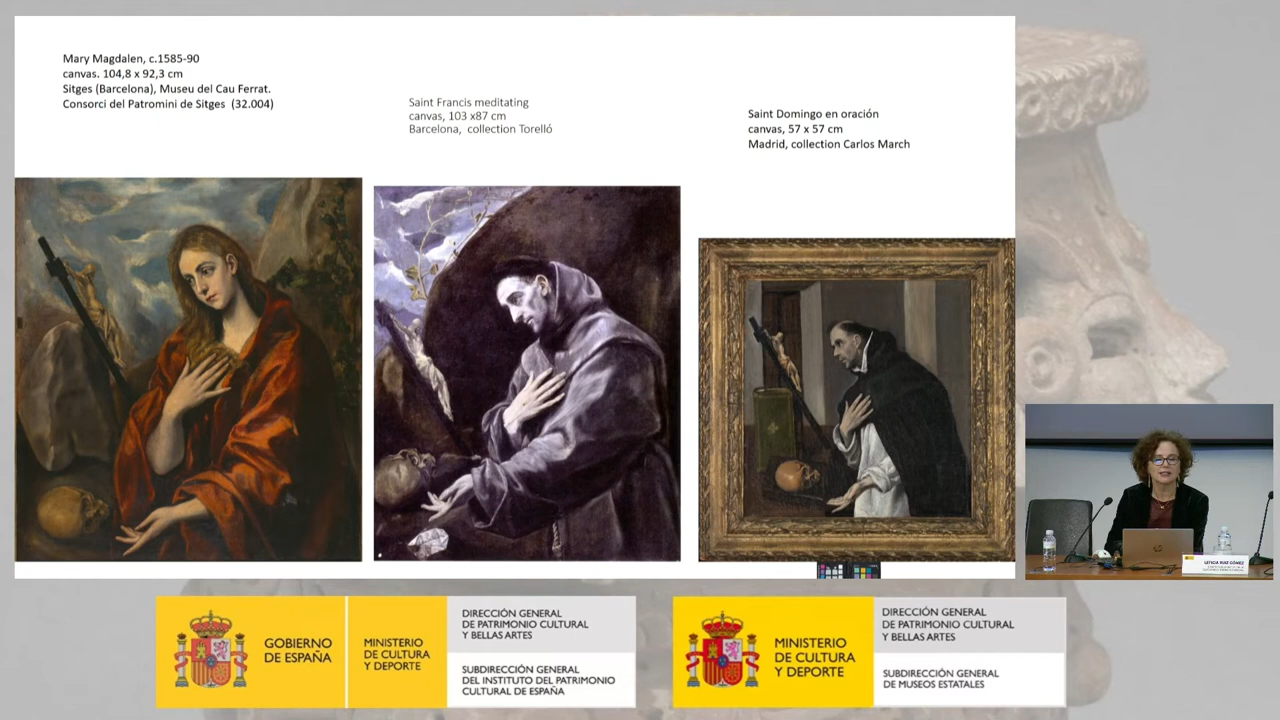 Mary Magdalen, c.1585-90
canvas. 104,8 x 92,3 cm
Sitges (Barcelona), Museu del Cau Ferrat.
Consorci del Patromini de Sitges (32.004)
Saint Francis meditating
canvas, 103 x87 cm
Barcelona, collection Torelló
Saint Domingo en oración
canvas, 57 x 57 cm
Madrid, collection Carlos March
LETICIA RUIZ GÓMEZ
GOBIERNO
DE ESPAÑA
MINISTERIO
DE CULTURA
Y DEPORTE
DIRECCIÓN GENERAL
DE PATRIMONIO CULTURAL
Y BELLAS ARTES
SUBDIRECCIÓN GENERAL
DEL INSTITUTO DEL PATRIMONIO
CULTURAL DE ESPAÑA
MINISTERIO
DE CULTURA
Y DEPORTE
DIRECCIÓN GENERAL
DE PATRIMONIO CULTURAL
Y BELLAS ARTES
SUBDIRECCIÓN GENERAL
DE MUSEOS ESTATALES